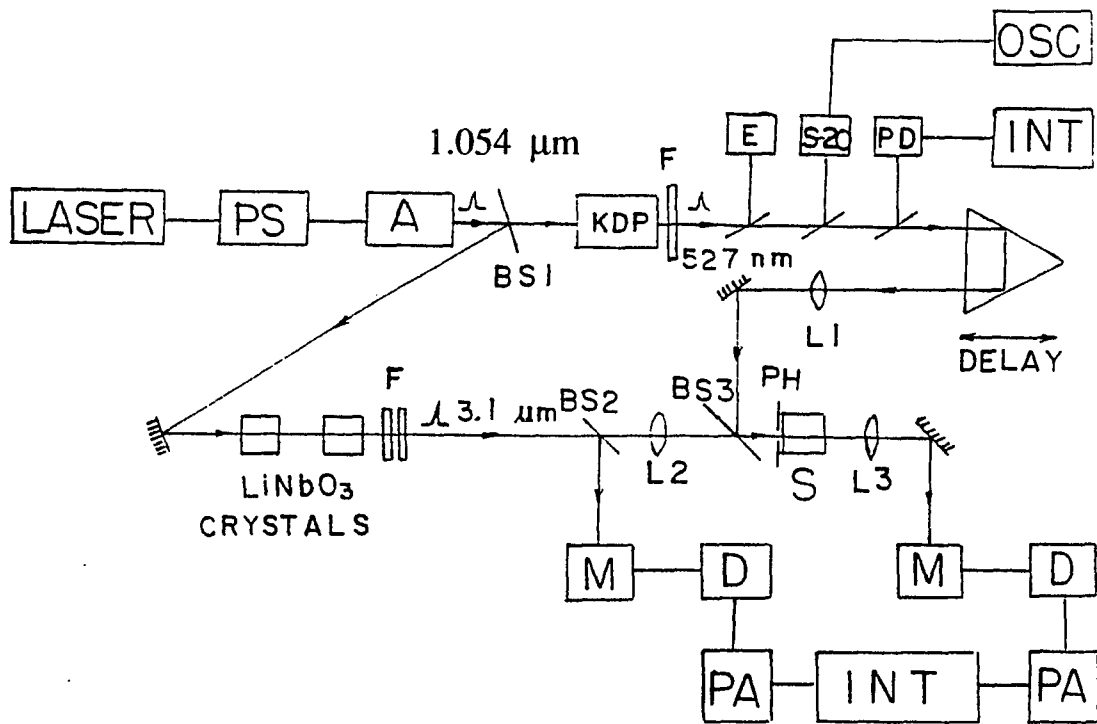 OSC
1.054 μm
F
E
S-20
PD
INT
LASER
PS
A
KDP
BS1
527 nm
L1
DELAY
F
3.1 μm
BS2
BS3
PH
L2
S
L3
LiNbO3
CRYSTALS
M
D
M
D
PA
INT
PA